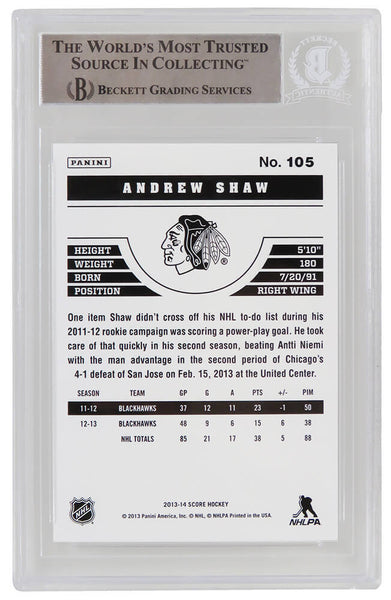 THE WORLD'S MOST TRUSTED
SOURCE IN COLLECTING™
B BECKETT GRADING SERVICES
PANINI
No. 105
ANDREW SHAW
HEIGHT 5'10"
WEIGHT 180
BORN 7/20/91
POSITION RIGHT WING
One item Shaw didn't cross off his NHL to-do list during his
2011-12 rookie campaign was scoring a power-play goal. He took
care of that quickly in his second season, beating Antti Niemi
with the man advantage in the second period of Chicago's
4-1 defeat of San Jose on Feb. 15, 2013 at the United Center.
SEASON TEAM GP G A PTS +/- PIM
11-12 BLACKHAWKS 37 12 11 23 -1 50
12-13 BLACKHAWKS 48 9 6 15 6 38
NHL TOTALS 85 21 17 38 5 88
2013-14 SCORE HOCKEY
© 2013 Panini America, Inc. © NHL, © NHLPA Printed in the USA.
NHL
NHLPA